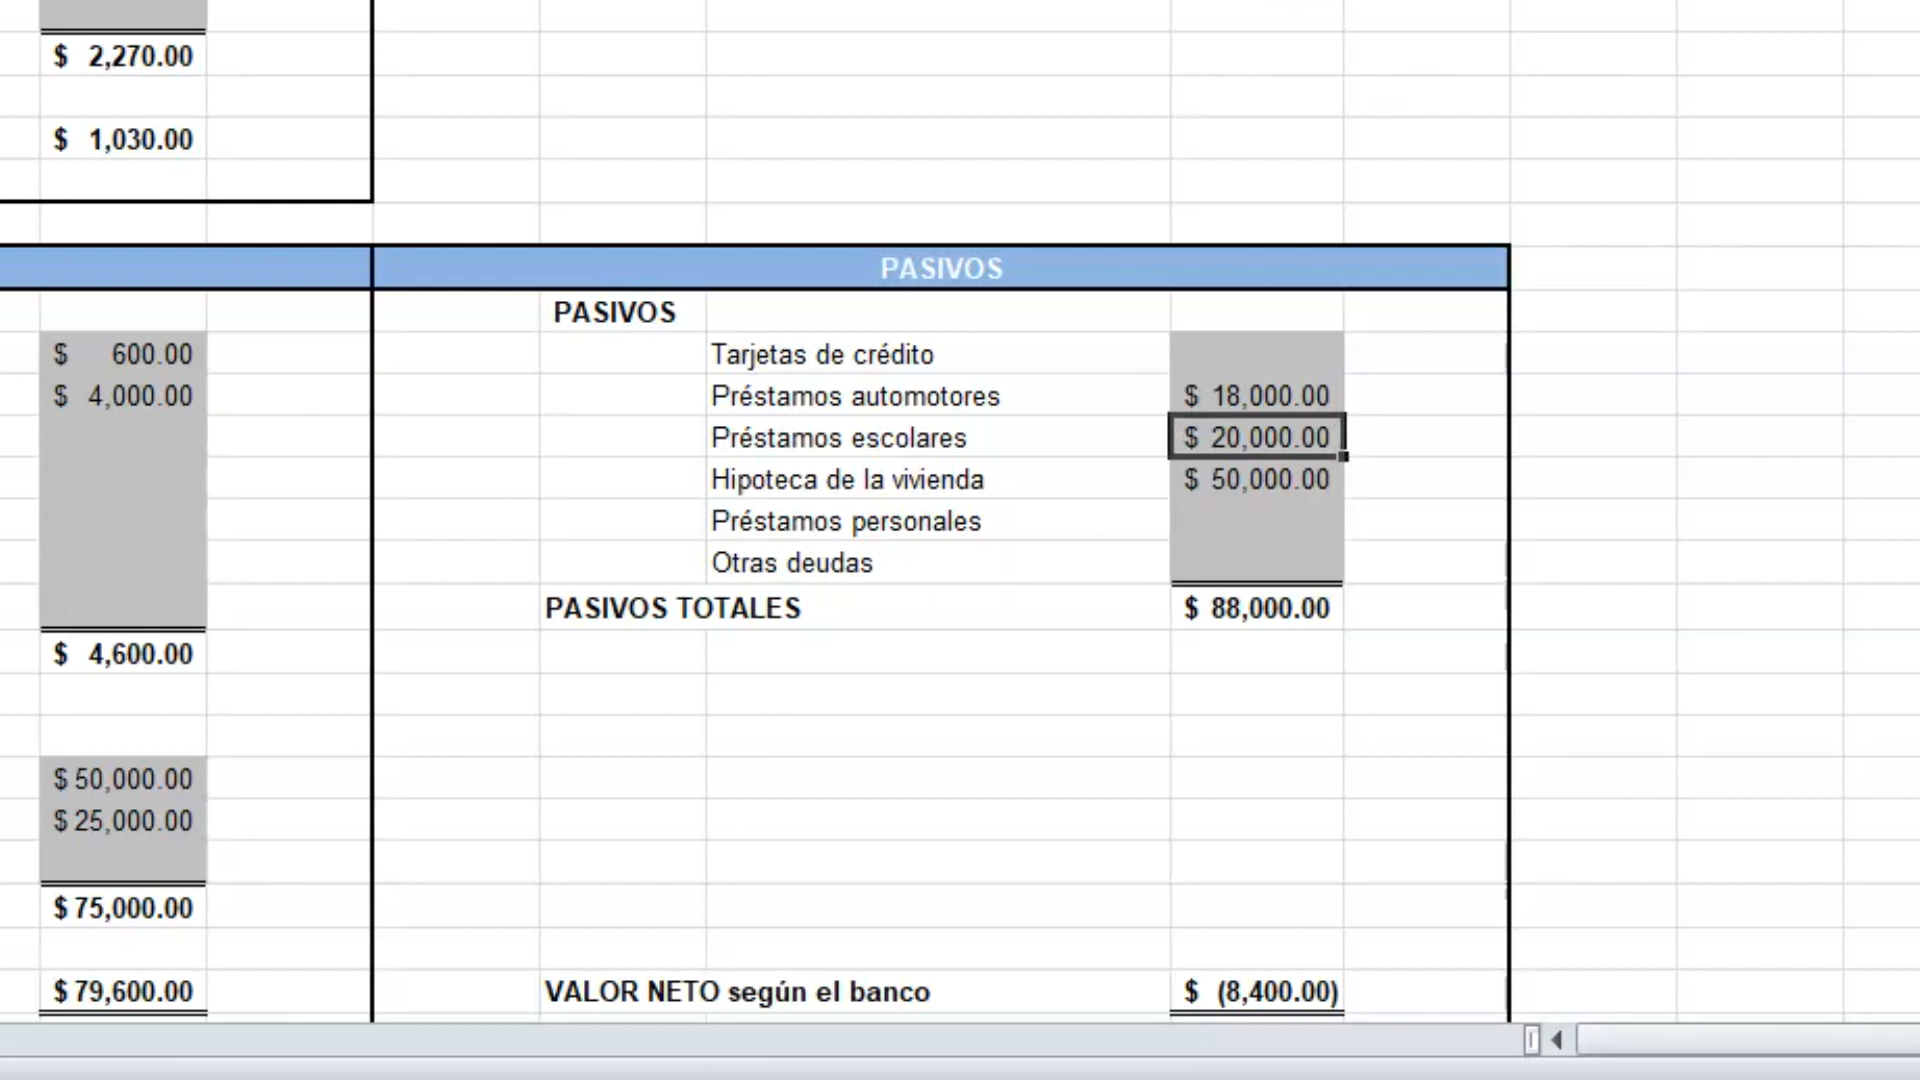 $ 2,270.00
$ 1,030.00
PASIVOS
PASIVOS
$ 600.00 Tarjetas de crédito
$ 4,000.00 Préstamos automotores $ 18,000.00
Préstamos escolares $ 20,000.00
Hipoteca de la vivienda $ 50,000.00
Préstamos personales
Otras deudas
PASIVOS TOTALES $ 88,000.00
$ 4,600.00
$ 50,000.00
$ 25,000.00
$ 75,000.00
$ 79,600.00 VALOR NETO según el banco $ (8,400.00)